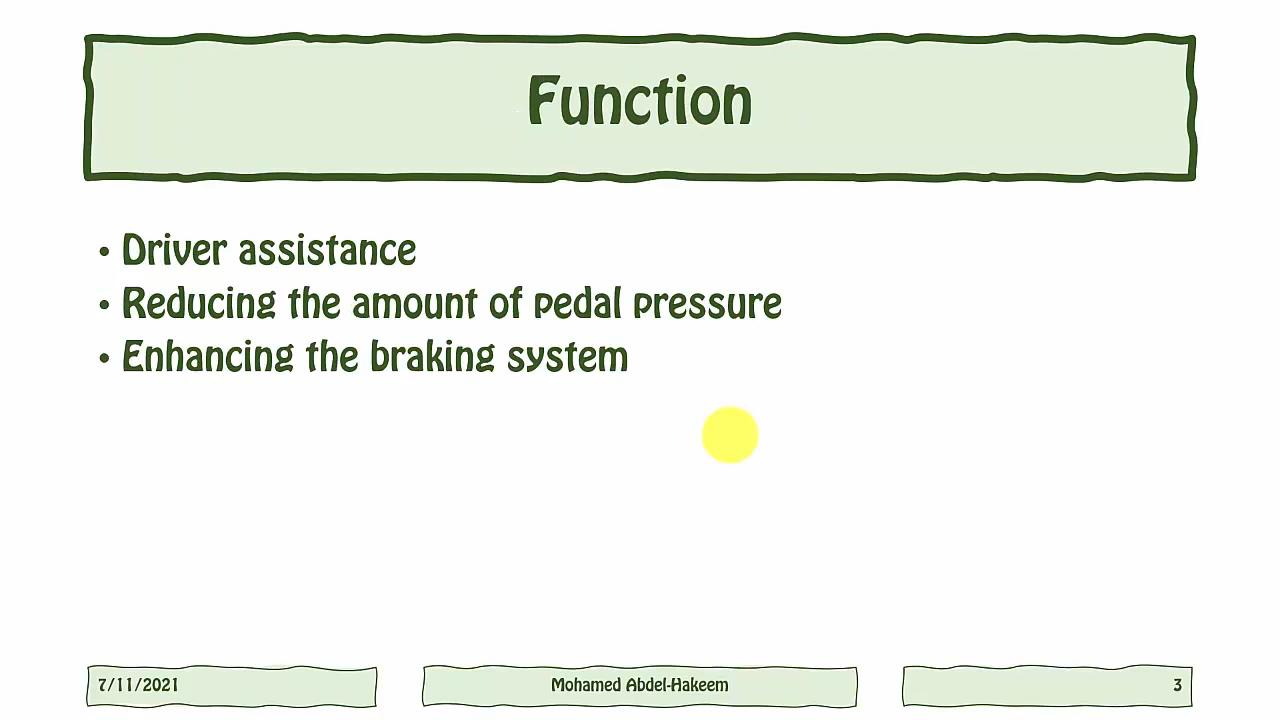 Function
• Driver assistance
• Reducing the amount of pedal pressure
• Enhancing the braking system
7/11/2021
Mohamed Abdel-Hakeem
3